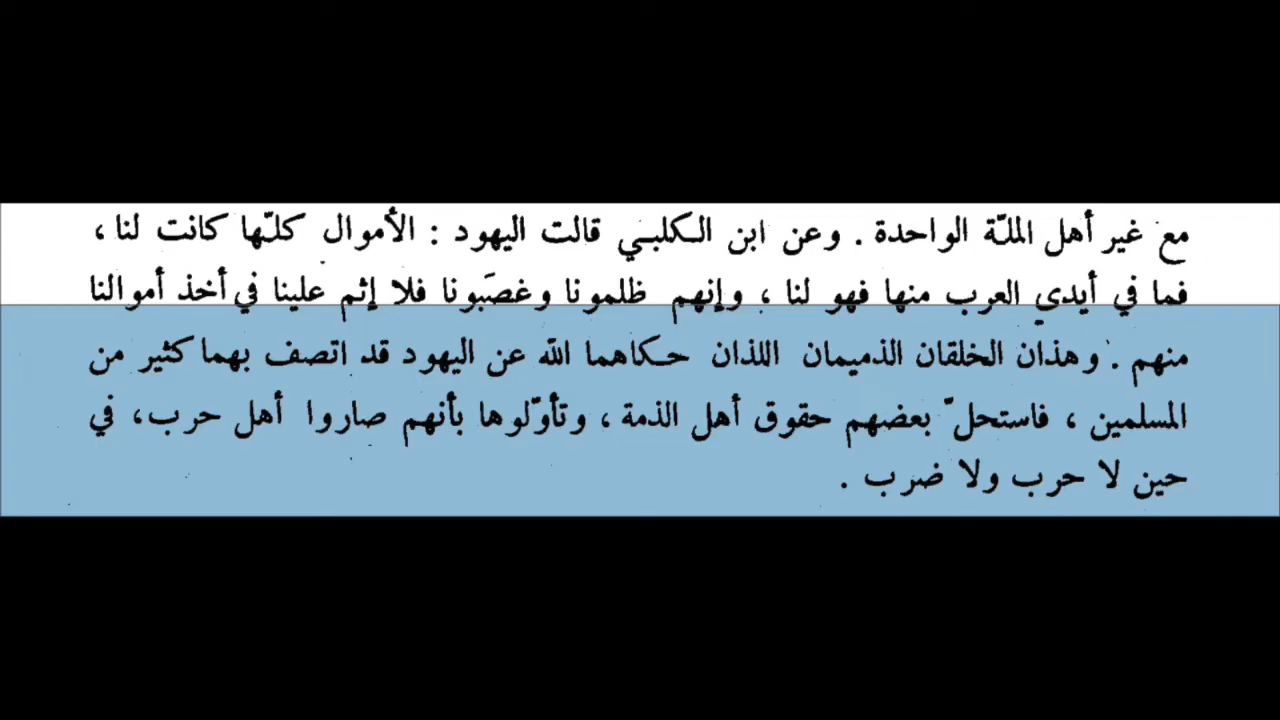 مع غير أهل الملّة الواحدة . وعن ابن الكلبي قالت اليهود : الأموال كلّها كانت لنا ،
فما في أيدي العرب منها فهو لنا ، وإنهم ظلمونا وغصَبونا فلا إثم علينا في أخذ أموالنا
منهم . وهذان الخلقان الذميمان اللذان حكاهما الله عن اليهود قد اتصف بهما كثير من
المسلمين ، فاستحلّ بعضهم حقوق أهل الذمة ، وتأوّلوها بأنهم صاروا أهل حرب ، في
حين لا حرب ولا ضرب .